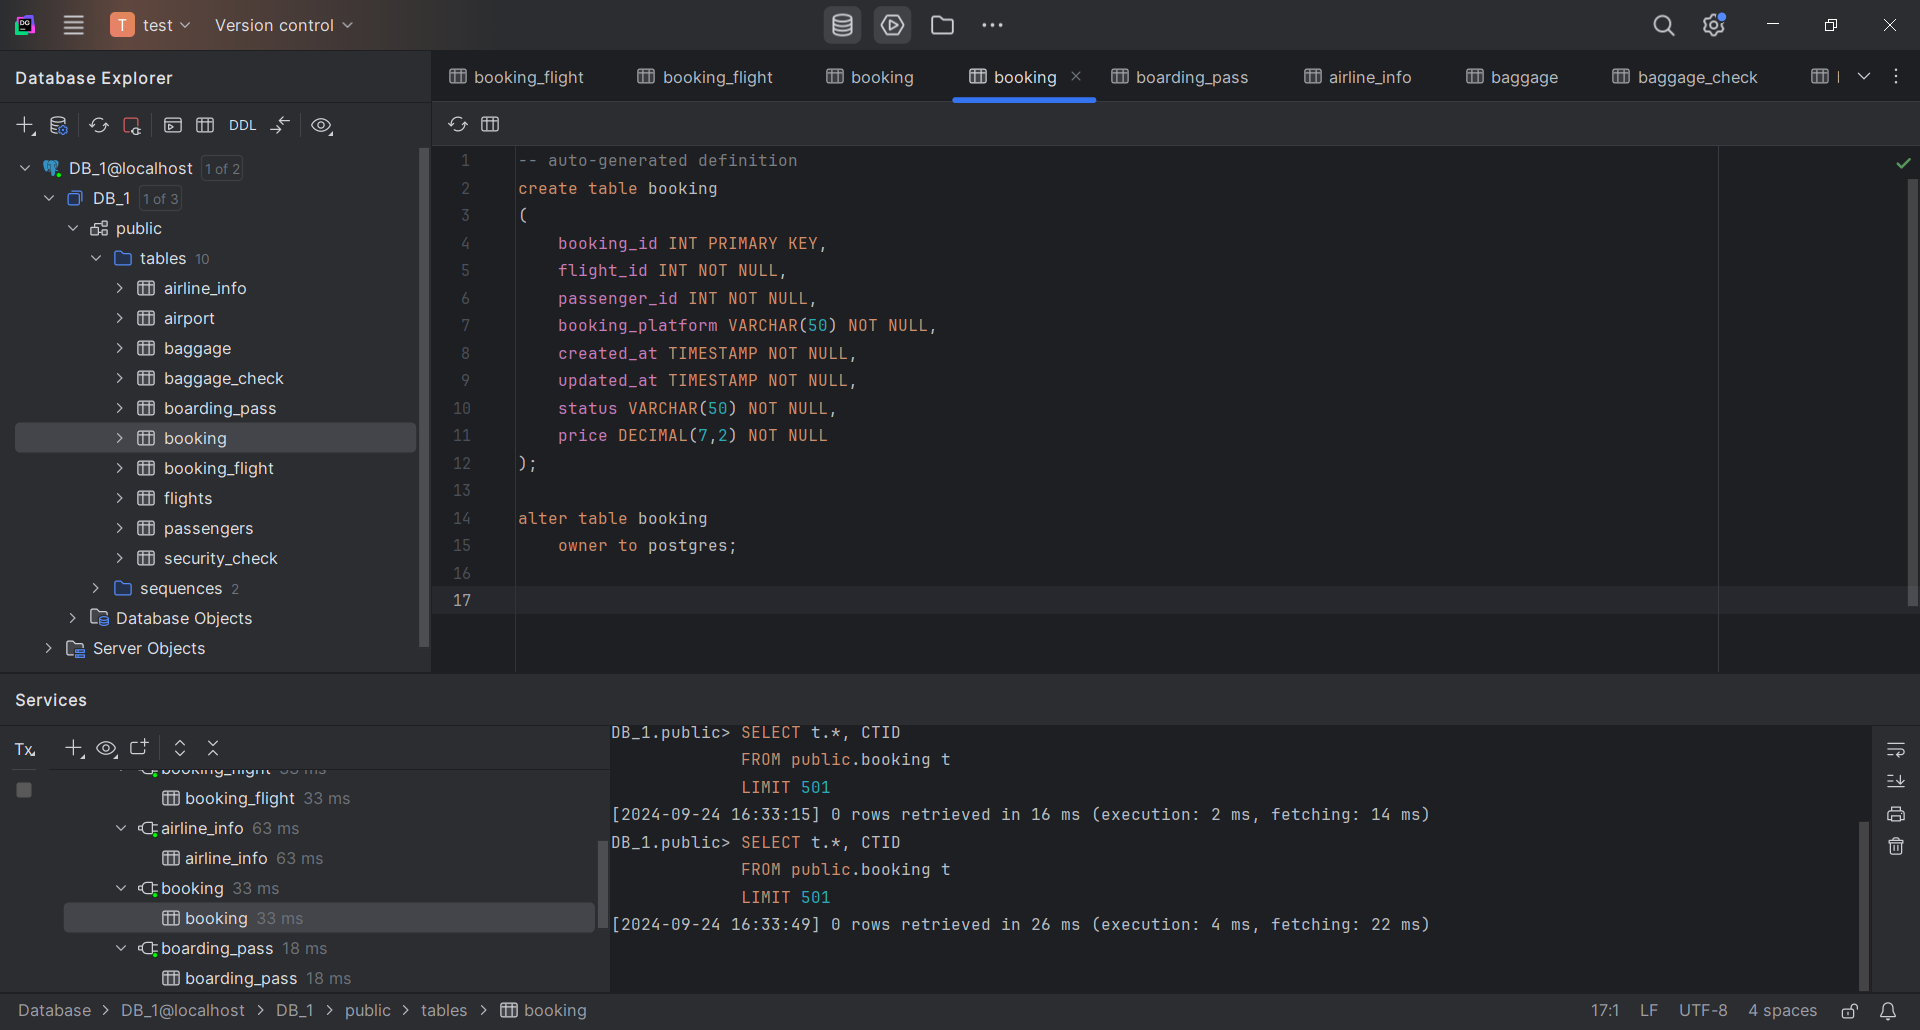 T test Version control
Database Explorer
booking_flight booking_flight booking booking boarding_pass airline_info baggage baggage_check
DDL
DB_1@localhost 1 of 2
DB_1 1 of 3
public
tables 10
airline_info
airport
baggage
baggage_check
boarding_pass
booking
booking_flight
flights
passengers
security_check
sequences 2
Database Objects
Server Objects
1 -- auto-generated definition
2 create table booking
3 (
4 booking_id INT PRIMARY KEY,
5 flight_id INT NOT NULL,
6 passenger_id INT NOT NULL,
7 booking_platform VARCHAR(50) NOT NULL,
8 created_at TIMESTAMP NOT NULL,
9 updated_at TIMESTAMP NOT NULL,
10 status VARCHAR(50) NOT NULL,
11 price DECIMAL(7,2) NOT NULL
12 );
13
14 alter table booking
15 owner to postgres;
16
17
Services
Tx
booking_flight 33 ms
booking_flight 33 ms
airline_info 63 ms
airline_info 63 ms
booking 33 ms
booking 33 ms
boarding_pass 18 ms
boarding_pass 18 ms
DB_1.public> SELECT t.*, CTID
FROM public.booking t
LIMIT 501
[2024-09-24 16:33:15] 0 rows retrieved in 16 ms (execution: 2 ms, fetching: 14 ms)
DB_1.public> SELECT t.*, CTID
FROM public.booking t
LIMIT 501
[2024-09-24 16:33:49] 0 rows retrieved in 26 ms (execution: 4 ms, fetching: 22 ms)
Database > DB_1@localhost > DB_1 > public > tables > booking
17:1 LF UTF-8 4 spaces